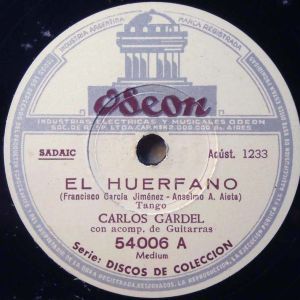 INDUSTRIA ARGENTINA
MARCA REGISTRADA
Odeon
INDUSTRIAS ELECTRICAS Y MUSICALES ODEON
SADAIC
Acúst. 1233
EL HUERFANO
(Francisco García Jiménez - Anselmo A. Aieta)
Tango
CARLOS GARDEL
con acomp. de Guitarras
54006 A
Medium
Serie: DISCOS DE COLECCION